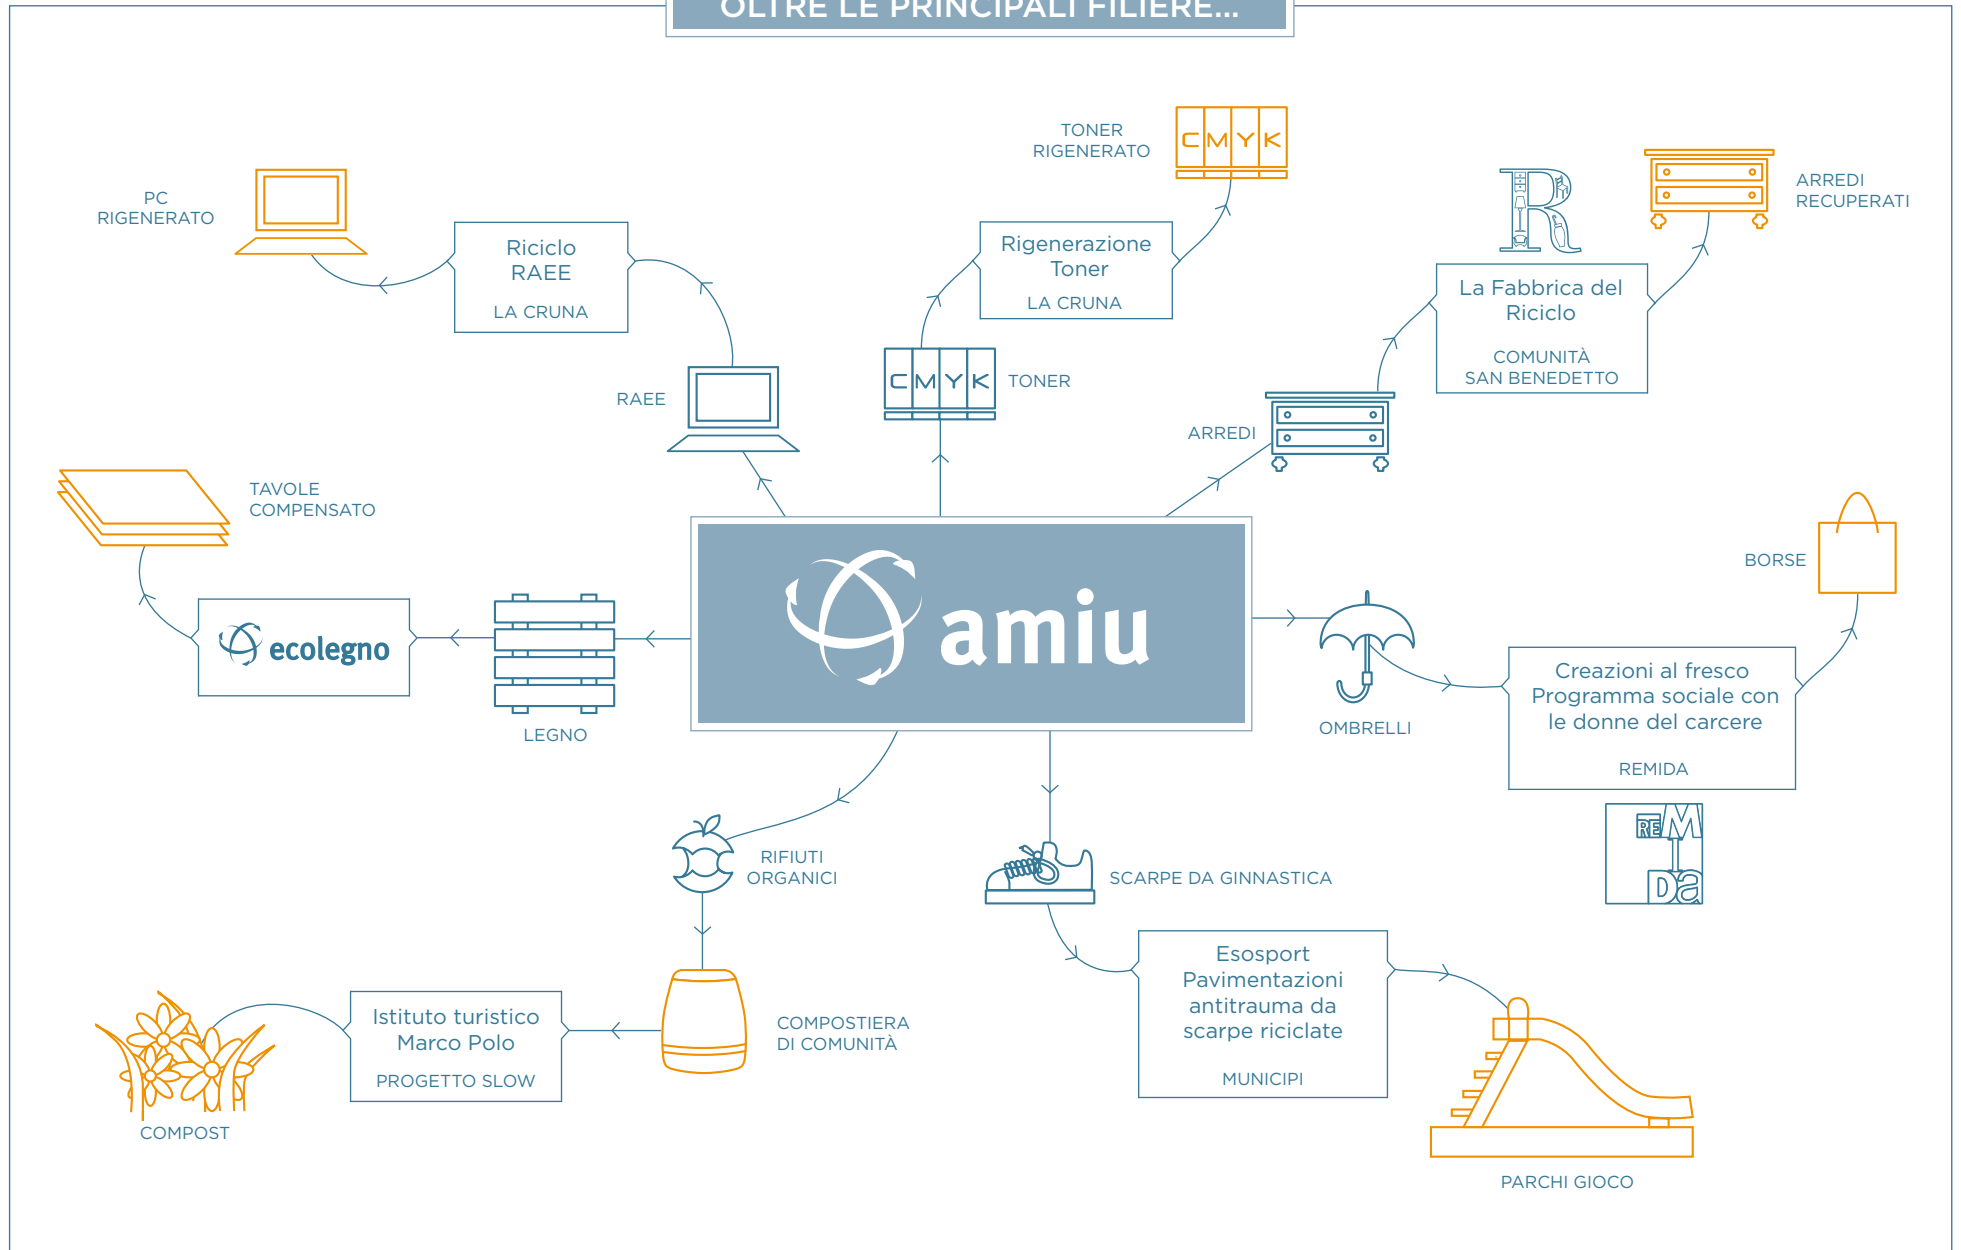 OLTRE LE PRINCIPALI FILIERE...
PC
RIGENERATO
Riciclo
RAEE
LA CRUNA
RAEE
TONER
RIGENERATO
CMYK
Rigenerazione
Toner
LA CRUNA
CMYK
TONER
R
ARREDI
RECUPERATI
La Fabbrica del
Riciclo
COMUNITÀ
SAN BENEDETTO
ARREDI
TAVOLE
COMPENSATO
ecolegno
LEGNO
amiu
OMBRELLI
BORSE
Creazioni al fresco
Programma sociale con
le donne del carcere
REMIDA
RE M
I
Da
RIFIUTI
ORGANICI
COMPOSTIERA
DI COMUNITÀ
Istituto turistico
Marco Polo
PROGETTO SLOW
COMPOST
SCARPE DA GINNASTICA
Esosport
Pavimentazioni
antitrauma da
scarpe riciclate
MUNICIPI
PARCHI GIOCO